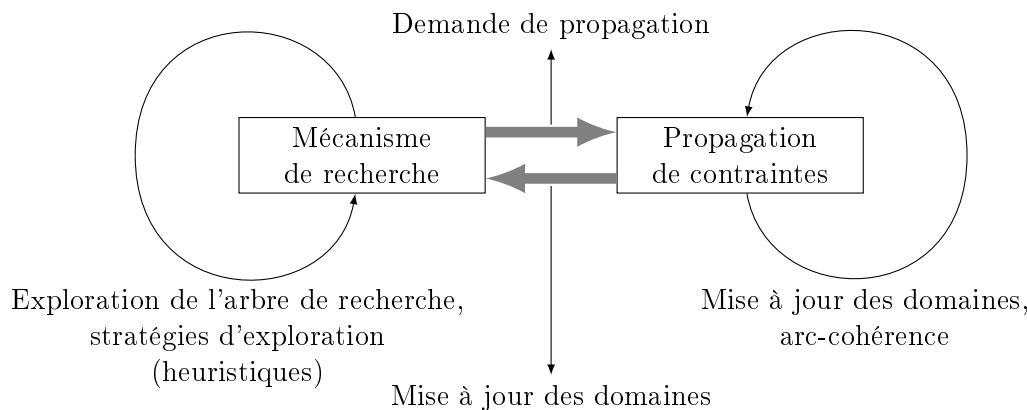 Demande de propagation
Mécanisme
de recherche
Propagation
de contraintes
Exploration de l'arbre de recherche,
stratégies d'exploration
(heuristiques)
Mise à jour des domaines,
arc-cohérence
Mise à jour des domaines